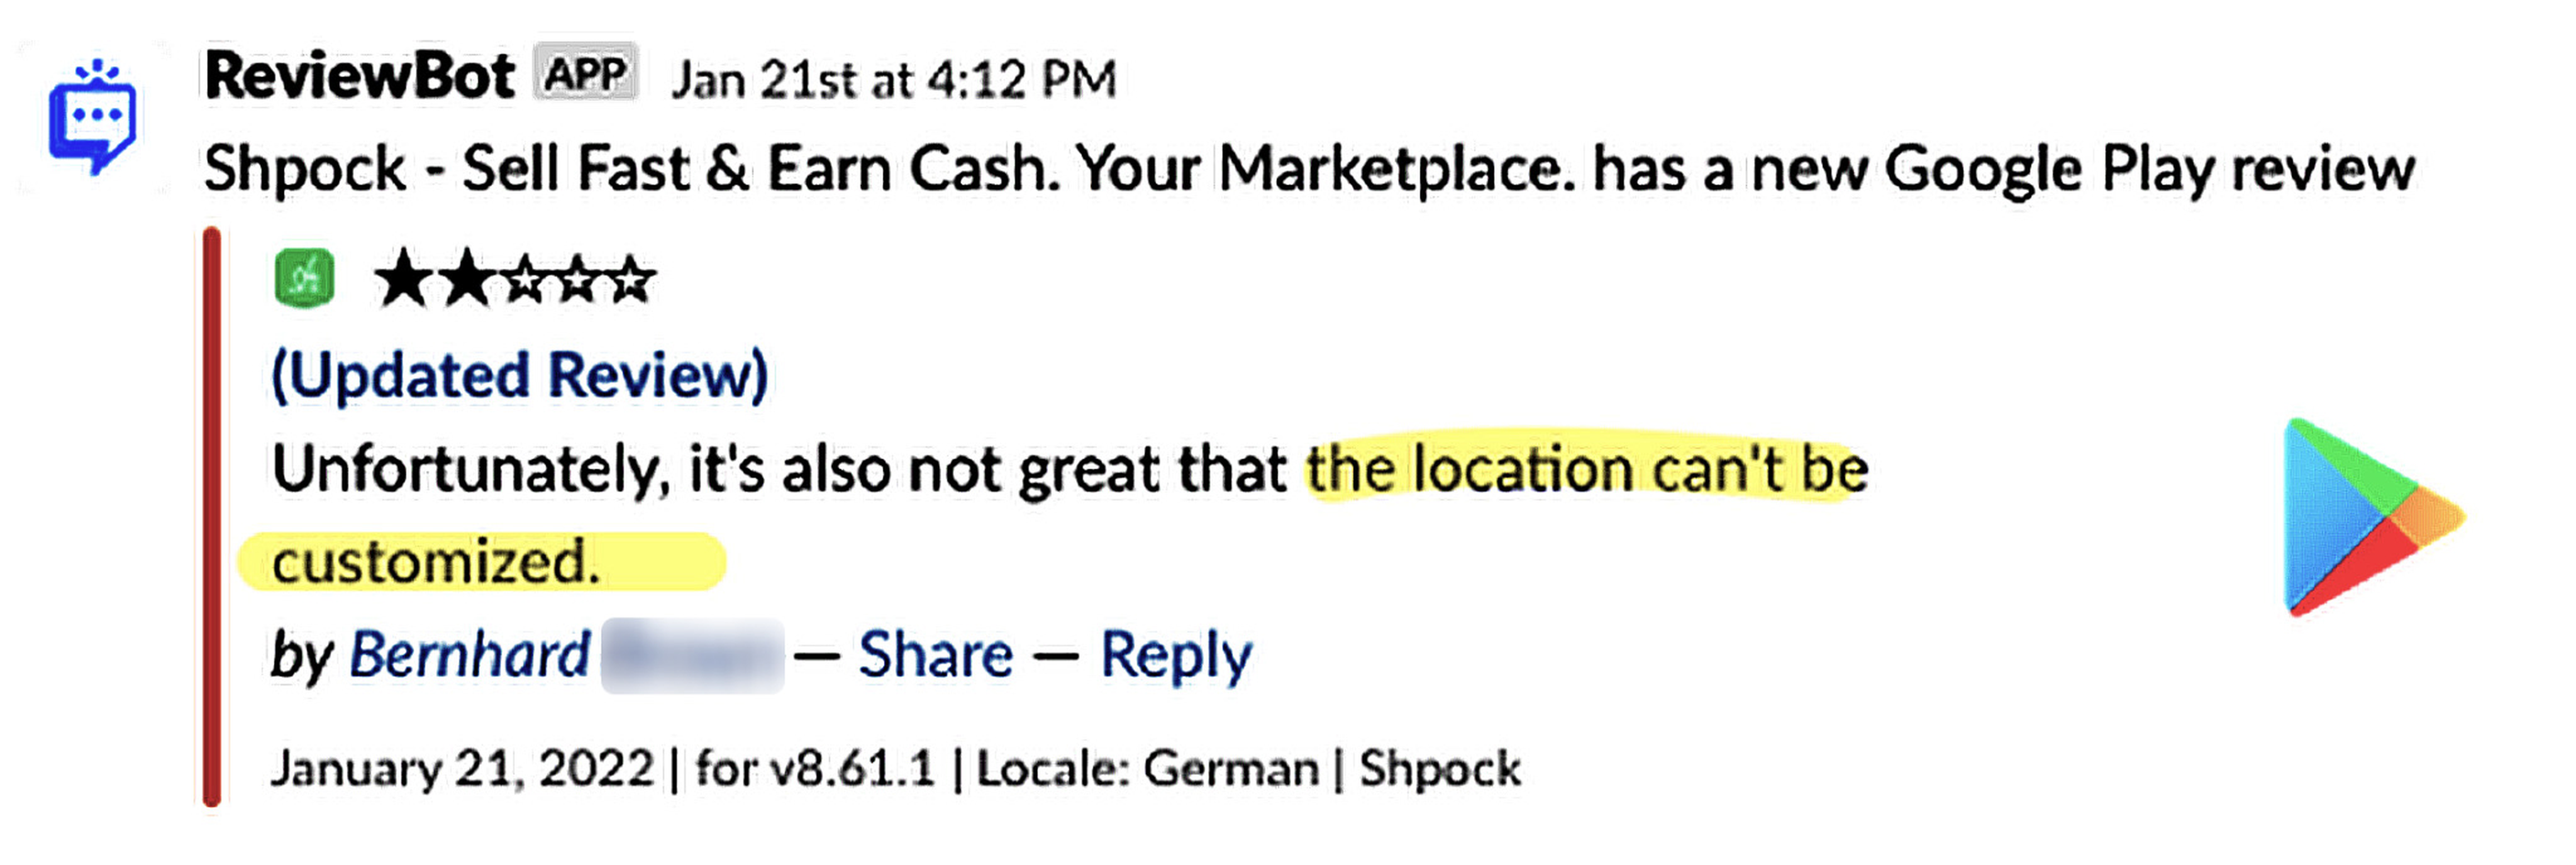 ReviewBot APP Jan 21st at 4:12 PM
Shpock - Sell Fast & Earn Cash. Your Marketplace. has a new Google Play review
★★☆☆☆
(Updated Review)
Unfortunately, it's also not great that the location can't be
customized.
by Bernhard — Share — Reply
January 21, 2022 | for v8.61.1 | Locale: German | Shpock